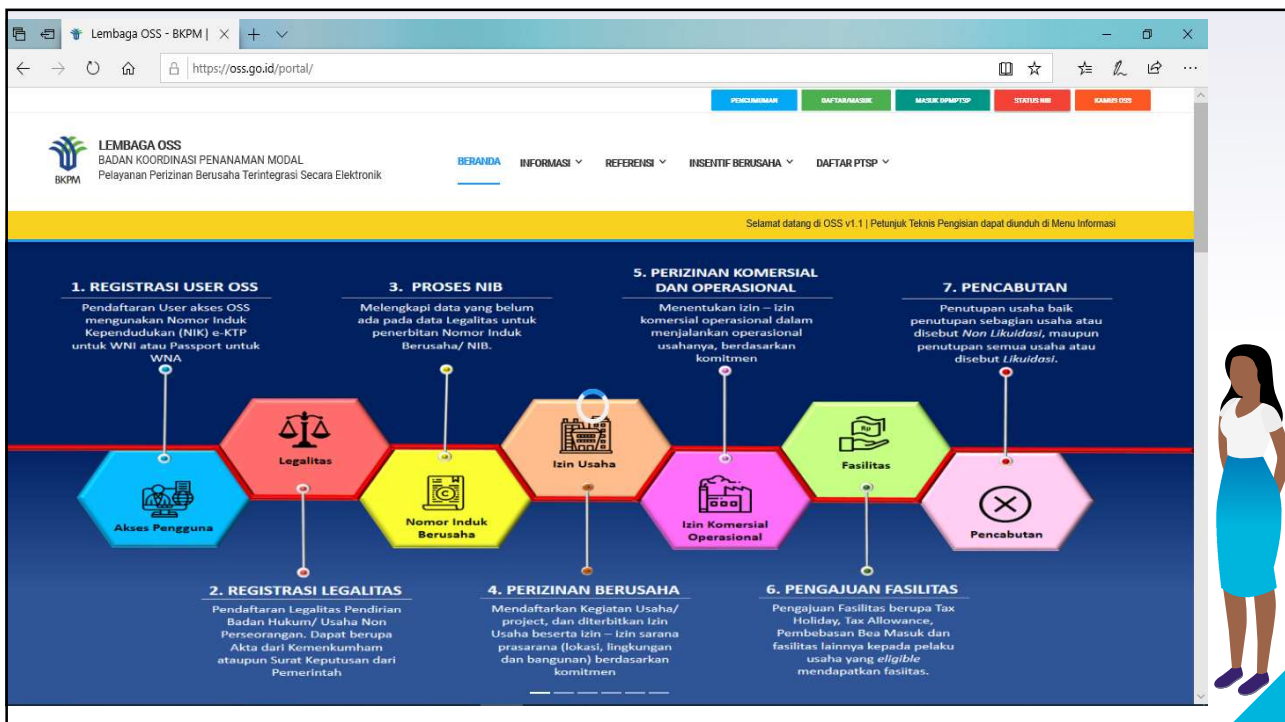 Lembaga OSS - BKPM |
https://oss.go.id/portal/
PENGUMUMAN
DAFTAR/MASUK
MASUK DPMPTSP
STATUS NIB
KAMUS OSS
LEMBAGA OSS
BADAN KOORDINASI PENANAMAN MODAL
Pelayanan Perizinan Berusaha Terintegrasi Secara Elektronik
BKPM
BERANDA
INFORMASI
REFERENSI
INSENTIF BERUSAHA
DAFTAR PTSP
Selamat datang di OSS v1.1 | Petunjuk Teknis Pengisian dapat diunduh di Menu Informasi
1. REGISTRASI USER OSS
Pendaftaran User akses OSS
mengunakan Nomor Induk
Kependudukan (NIK) e-KTP
untuk WNI atau Passport untuk
WNA
3. PROSES NIB
Melengkapi data yang belum
ada pada data Legalitas untuk
penerbitan Nomor Induk
Berusaha/ NIB.
5. PERIZINAN KOMERSIAL
DAN OPERASIONAL
Menentukan izin – izin
komersial operasional dalam
menjalankan operasional
usahanya, berdasarkan
komitmen
7. PENCABUTAN
Penutupan usaha baik
penutupan sebagian usaha atau
disebut Non Likuidasi, maupun
penutupan semua usaha atau
disebut Likuidasi.
Akses Pengguna
Legalitas
Nomor Induk
Berusaha
Izin Usaha
Izin Komersial
Operasional
Rp
Fasilitas
Pencabutan
2. REGISTRASI LEGALITAS
Pendaftaran Legalitas Pendirian
Badan Hukum/ Usaha Non
Perseorangan. Dapat berupa
Akta dari Kemenkumham
ataupun Surat Keputusan dari
Pemerintah
4. PERIZINAN BERUSAHA
Mendaftarkan Kegiatan Usaha/
project, dan diterbitkan Izin
Usaha beserta izin – izin sarana
prasarana (lokasi, lingkungan
dan bangunan) berdasarkan
komitmen
6. PENGAJUAN FASILITAS
Pengajuan Fasilitas berupa Tax
Holiday, Tax Allowance,
Pembebasan Bea Masuk dan
fasilitas lainnya kepada pelaku
usaha yang eligible
mendapatkan fasiitas.